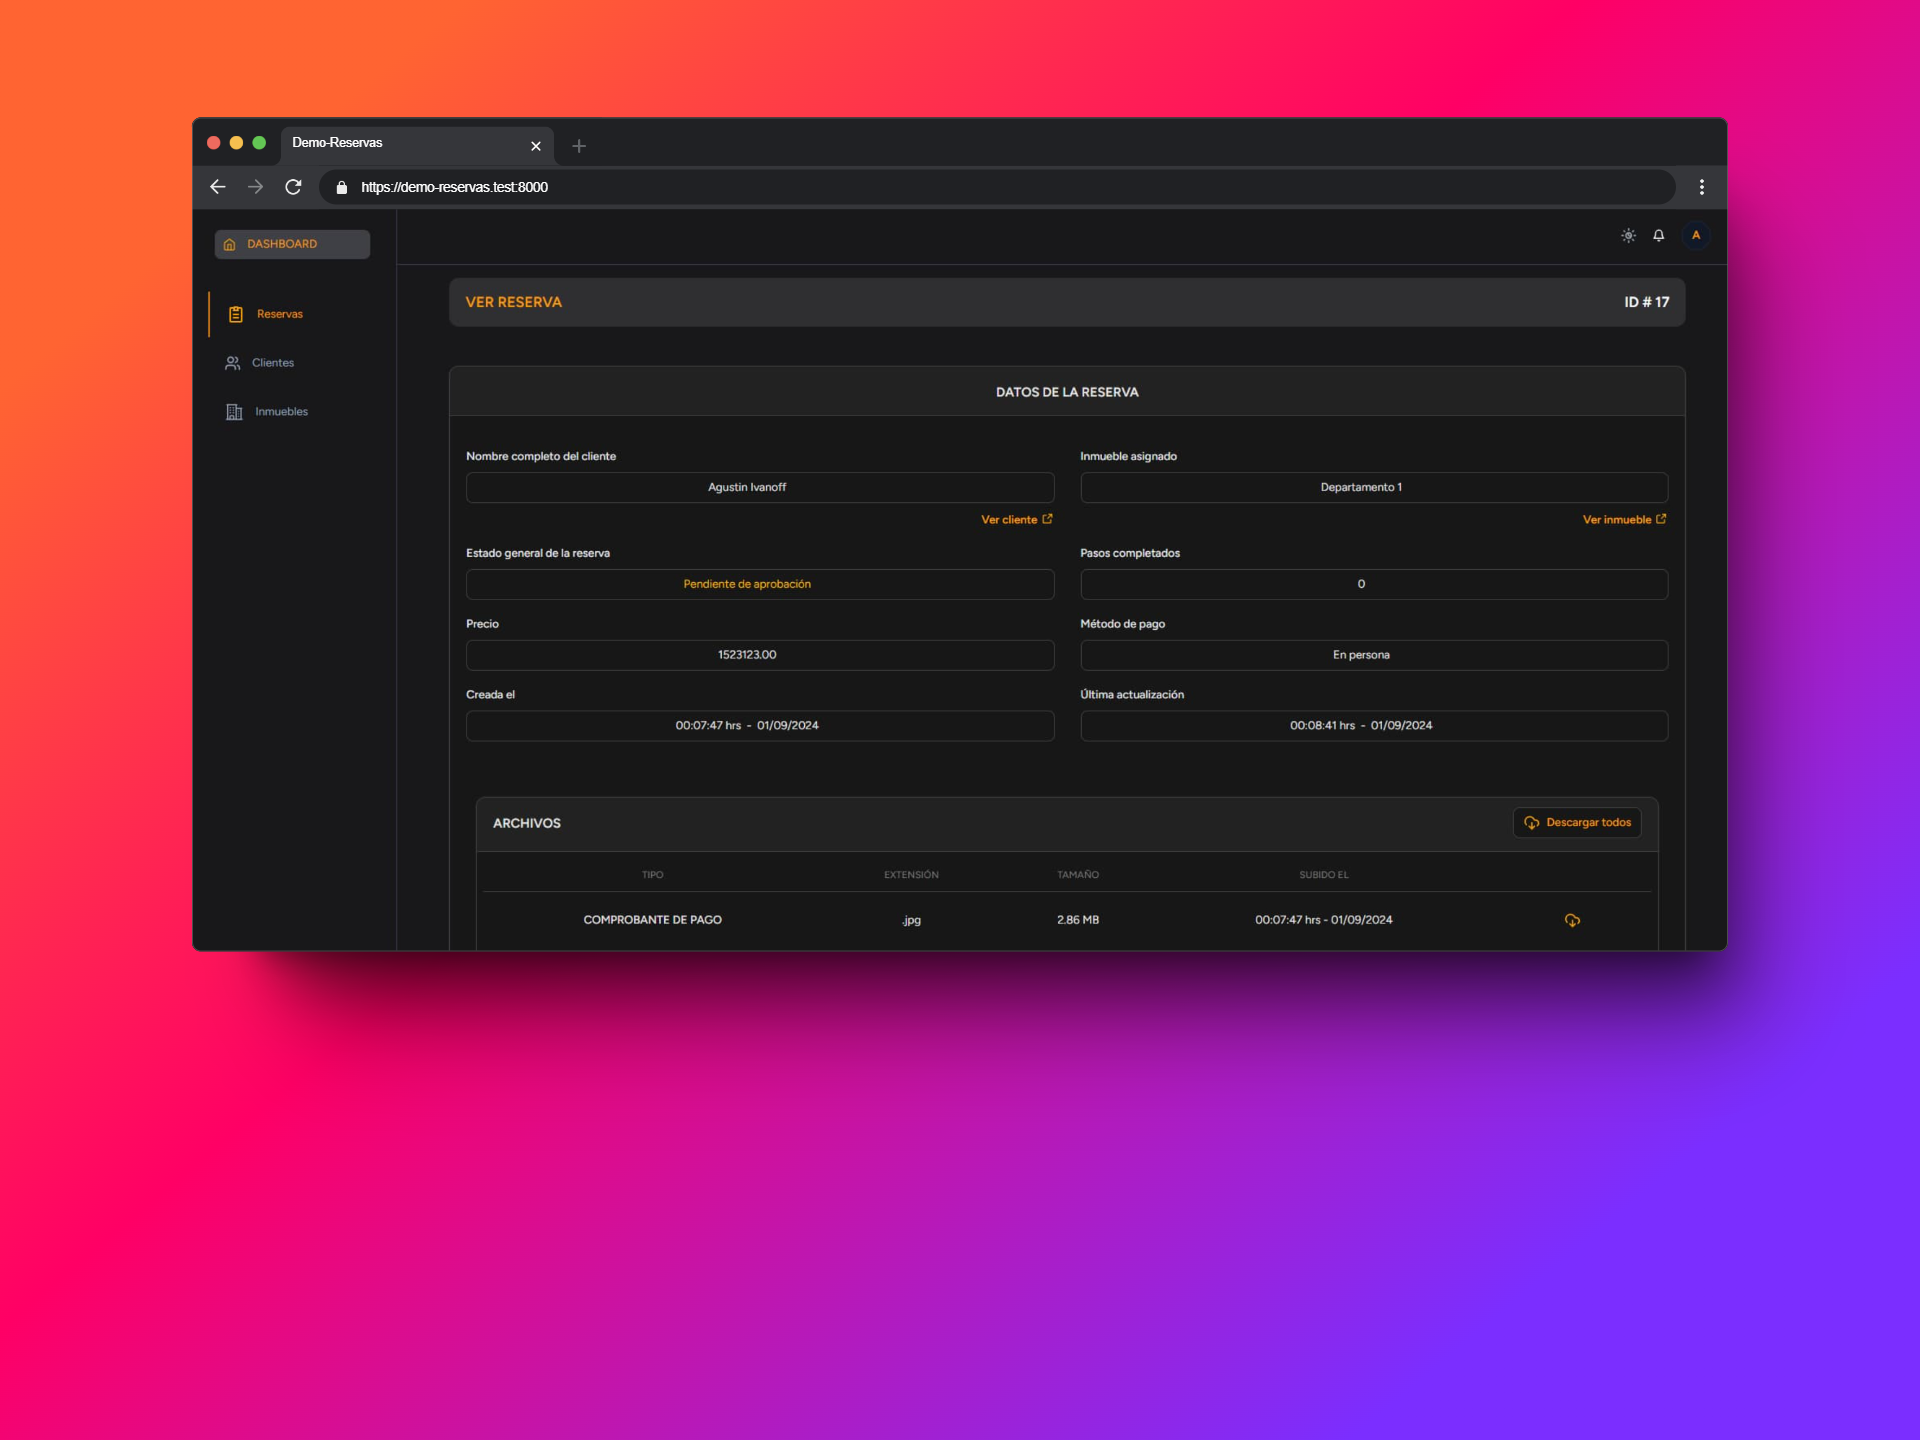 Demo-Reservas
https://demo-reservas.test:8000
DASHBOARD
A
Reservas
Clientes
Inmuebles
VER RESERVA ID # 17
DATOS DE LA RESERVA
Nombre completo del cliente Inmueble asignado
Agustin Ivanoff Departamento 1
Ver cliente Ver inmueble
Estado general de la reserva Pasos completados
Pendiente de aprobación 0
Precio Método de pago
1523123.00 En persona
Creada el Última actualización
00:07:47 hrs - 01/09/2024 00:08:41 hrs - 01/09/2024
ARCHIVOS Descargar todos
TIPO EXTENSIÓN TAMAÑO SUBIDO EL
COMPROBANTE DE PAGO .jpg 2.86 MB 00:07:47 hrs - 01/09/2024